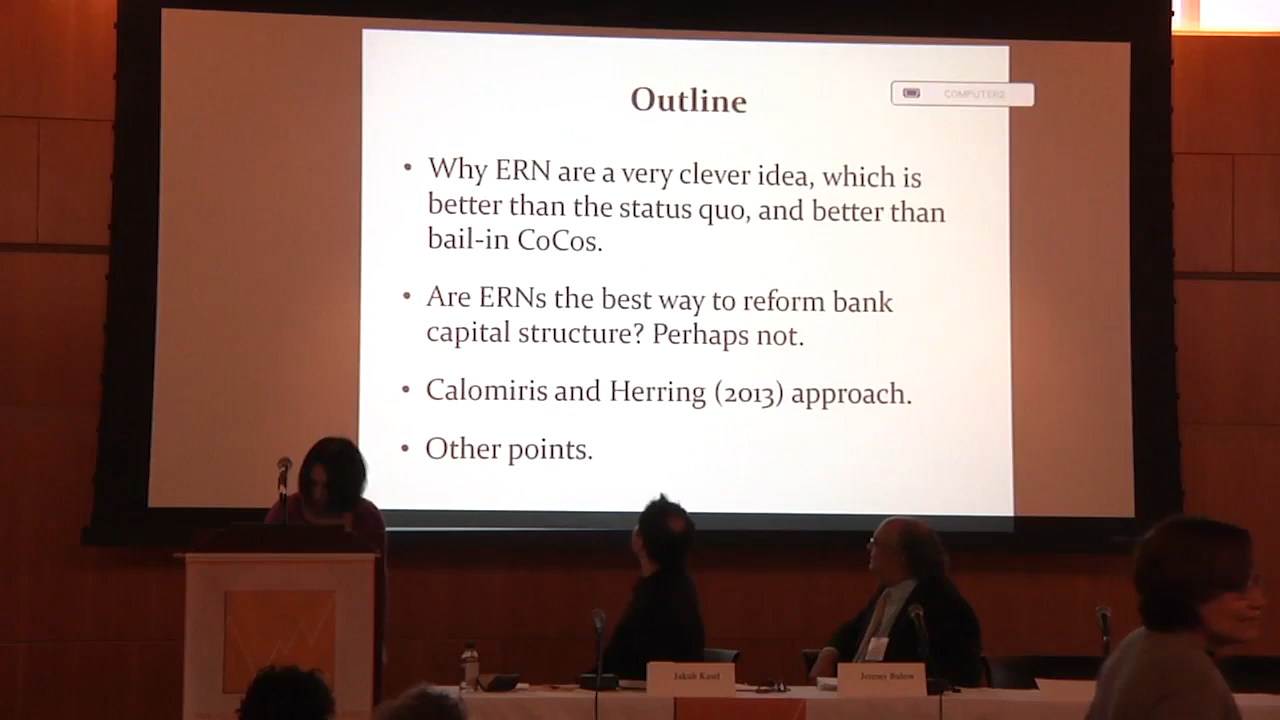 Outline
COMPUTER2
• Why ERN are a very clever idea, which is
better than the status quo, and better than
bail-in CoCos.
• Are ERNs the best way to reform bank
capital structure? Perhaps not.
• Calomiris and Herring (2013) approach.
• Other points.
Jakub Kastl
Jeremy Bulow